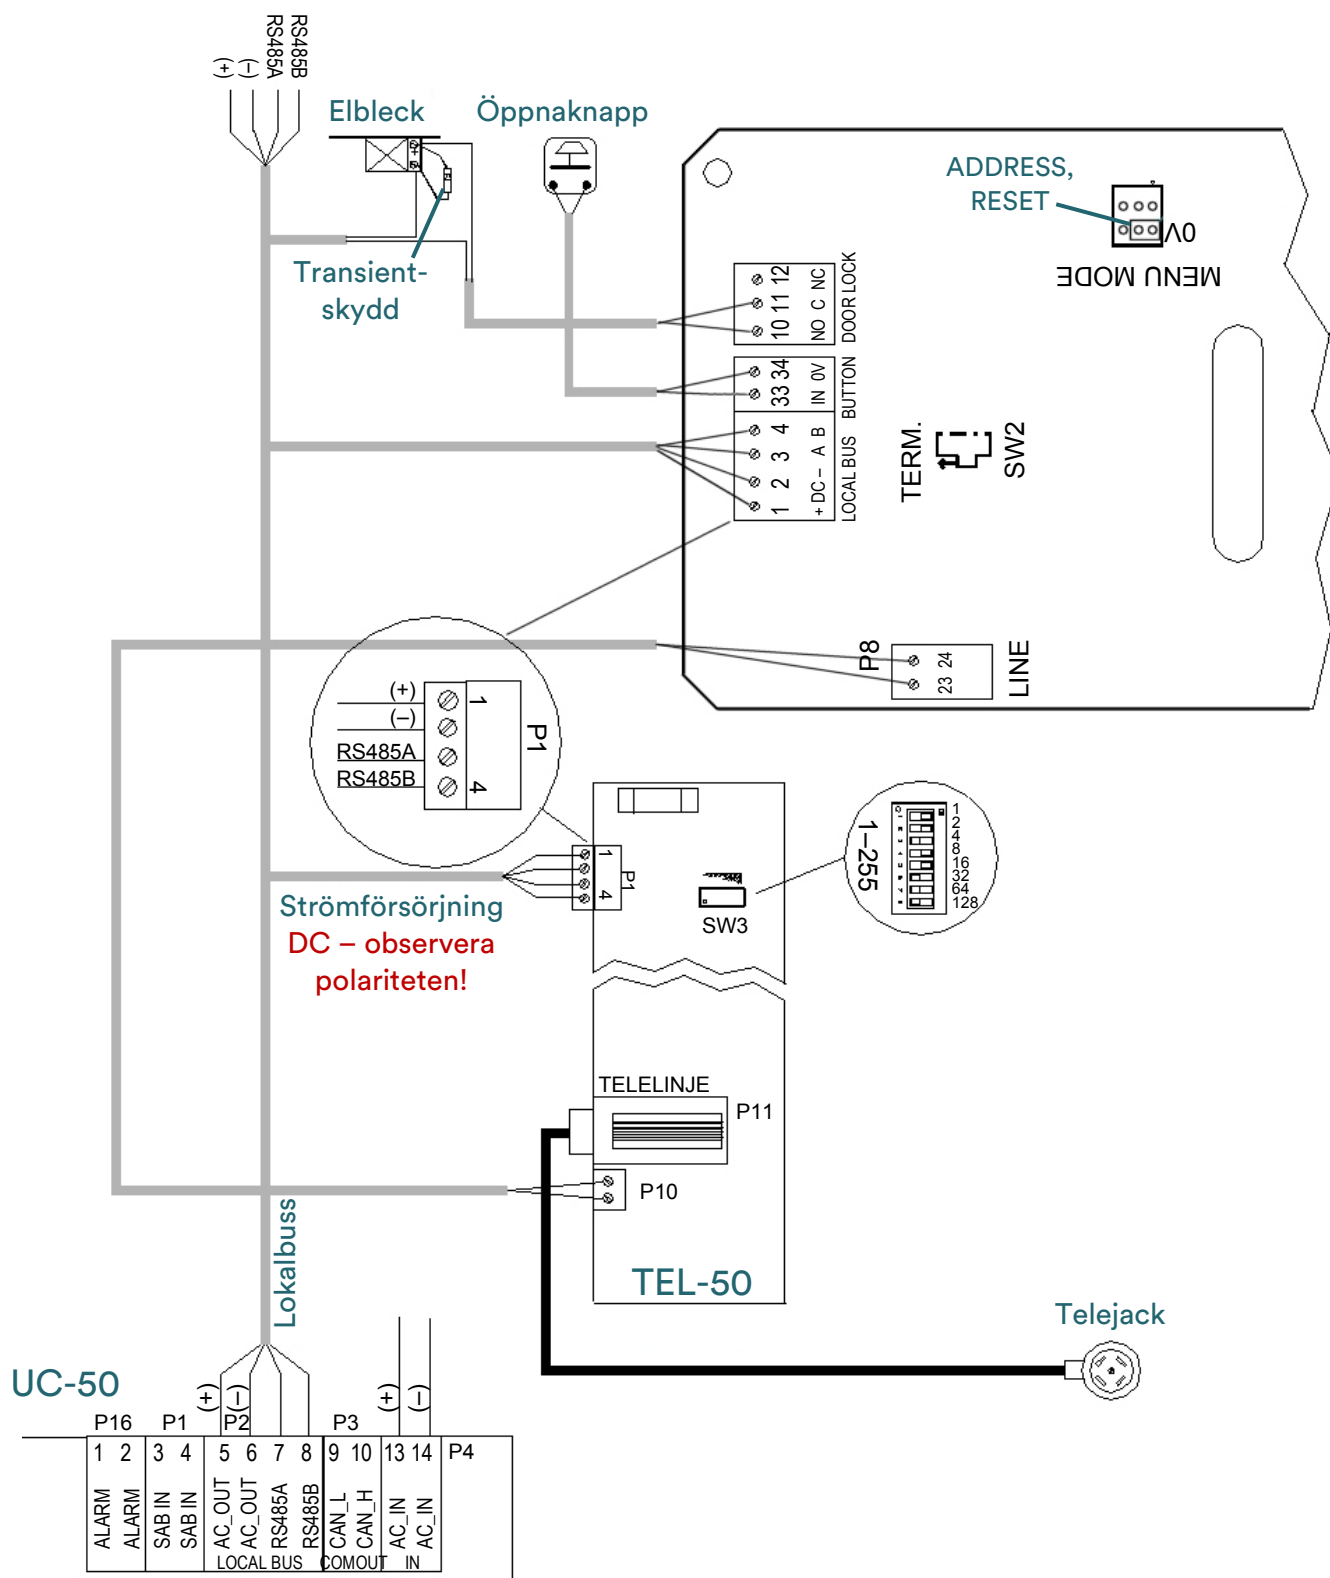 (+)
(−)
RS485A
RS485B
Elbleck
Öppnaknapp
Transient-
skydd
ADDRESS,
RESET
0V
MENU MODE
10 11 12
NO C NC
DOOR LOCK
33 34
IN 0V
BUTTON
1 2 3 4
+ DC − A B
LOCAL BUS
TERM.
SW2
P8
23 24
LINE
(+)
(−)
RS485A
RS485B
1
4
P1
1
4
P1
SW3
1–255
1
2
4
8
16
32
64
128
Strömförsörjning
DC – observera
polariteten!
TELELINJE
P11
P10
TEL-50
Lokalbuss
Telejack
UC-50
(+)
(−)
(+)
(−)
P16 P1 P2 P3
1 2 3 4 5 6 7 8 9 10 13 14 P4
ALARM
ALARM
SAB IN
SAB IN
AC_OUT
AC_OUT
RS485A
RS485B
CAN_L
CAN_H
AC_IN
AC_IN
LOCAL BUS COMOUT IN